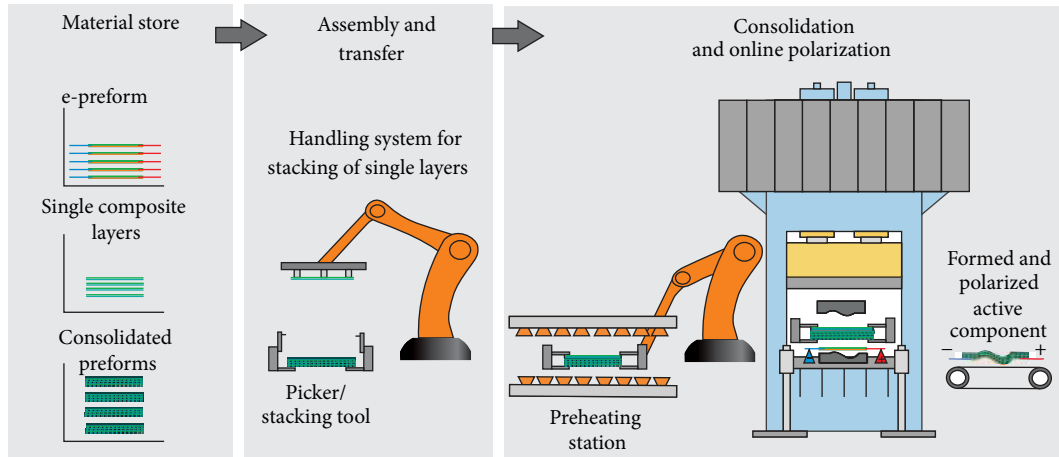 Material store
e-preform
Single composite
layers
Consolidated
preforms
Assembly and
transfer
Handling system for
stacking of single layers
Picker/
stacking tool
Consolidation
and online polarization
Preheating
station
Formed and
polarized
active
component
− +